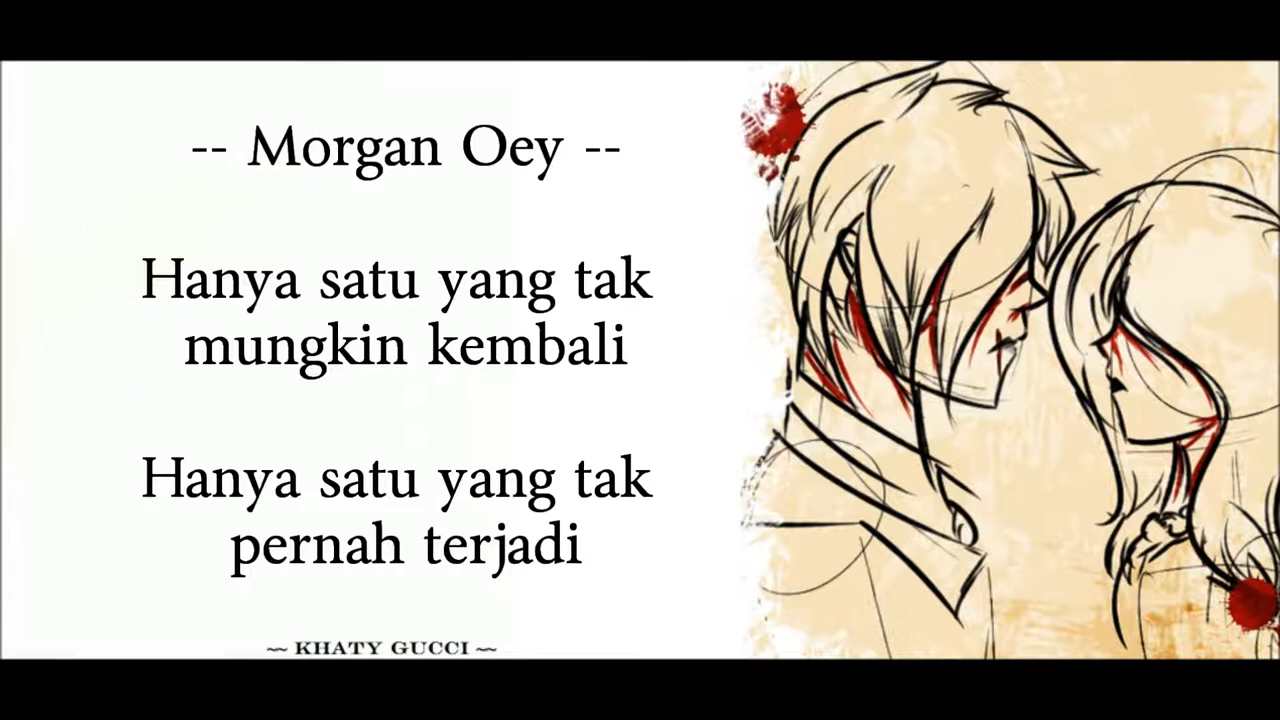 -- Morgan Oey --
Hanya satu yang tak
mungkin kembali
Hanya satu yang tak
pernah terjadi
~~ KHATY GUCCI ~~